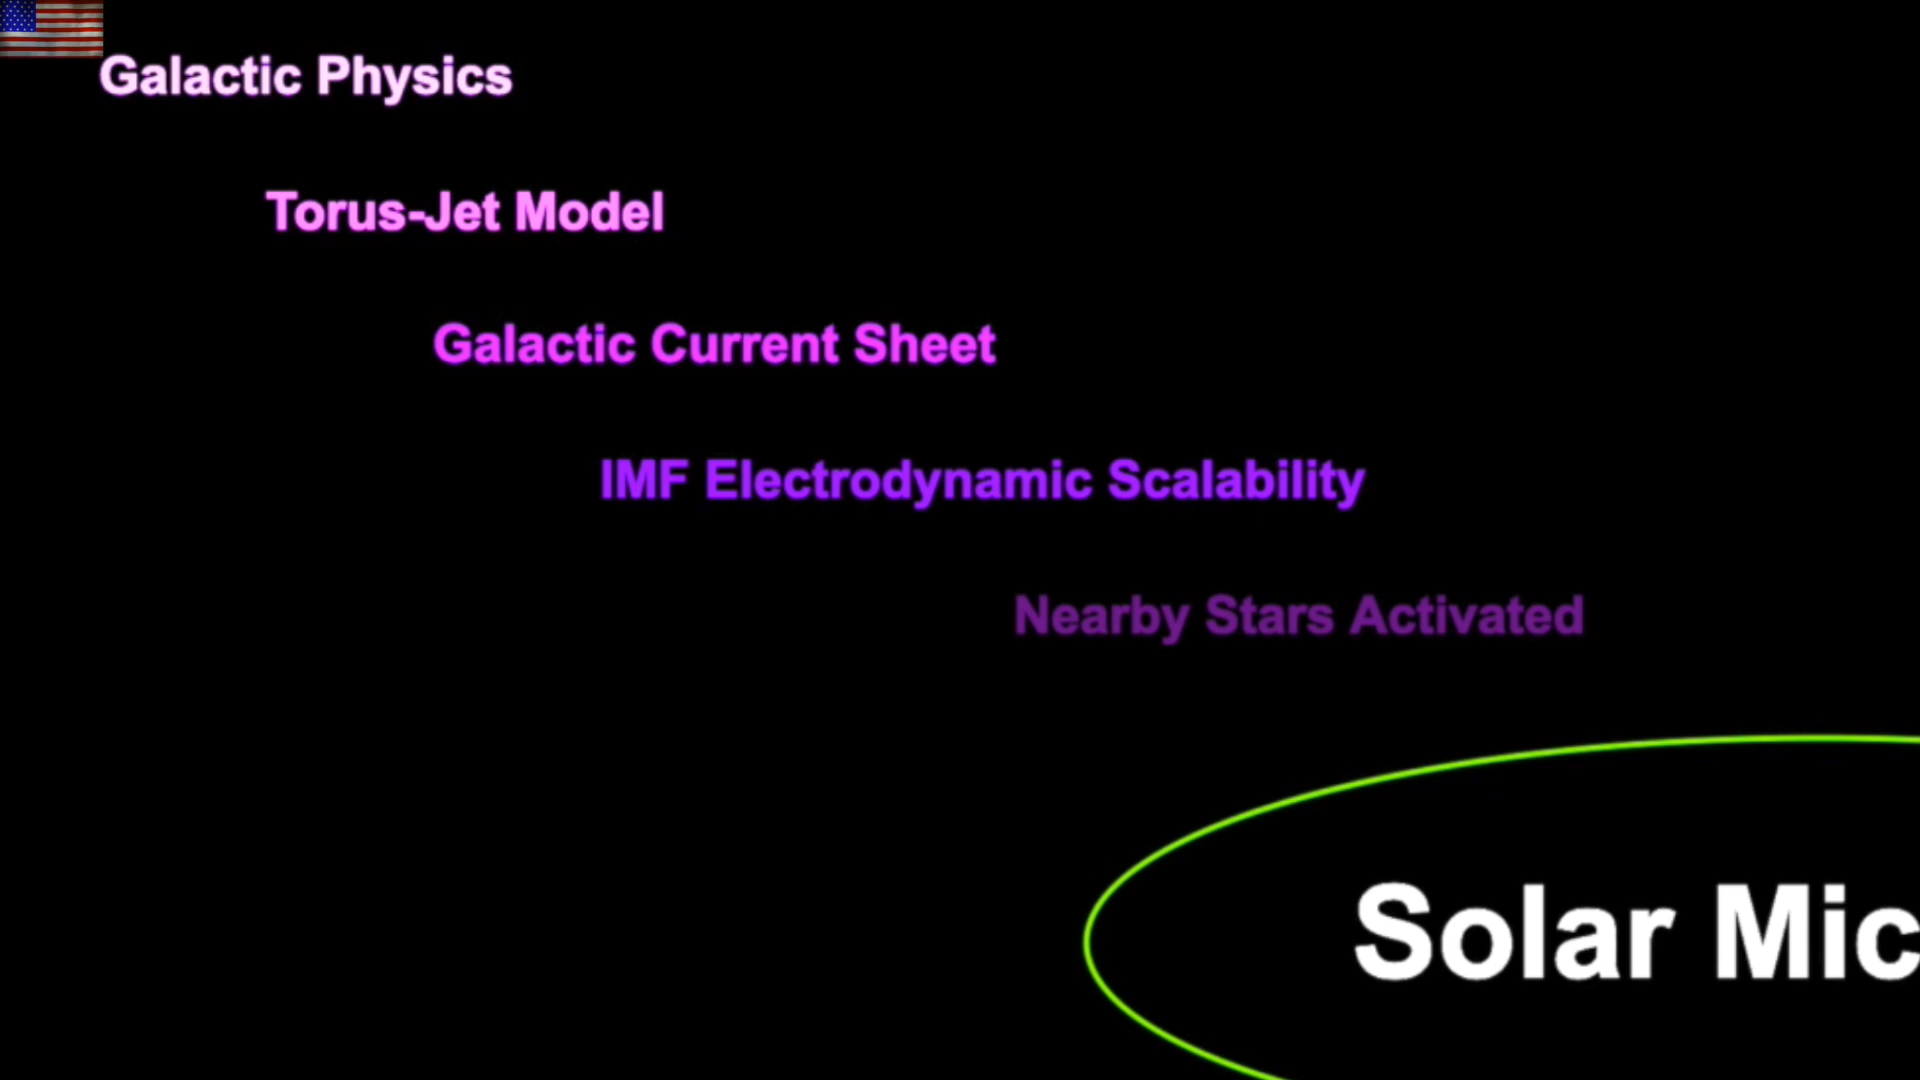 Galactic Physics
Torus-Jet Model
Galactic Current Sheet
IMF Electrodynamic Scalability
Nearby Stars Activated
Solar Mic